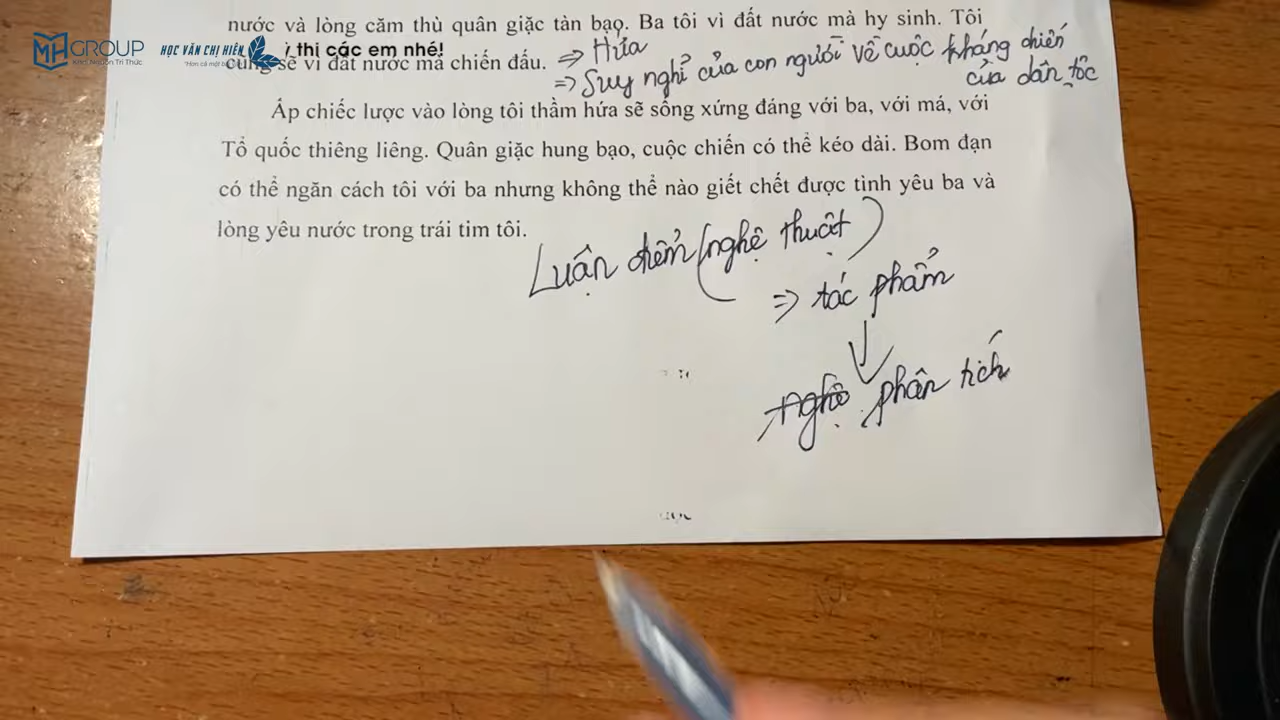 nước và lòng căm thù quân giặc tàn bạo. Ba tôi vì đất nước mà hy sinh. Tôi
MH GROUP
Khơi Nguồn Tri Thức
HỌC VĂN CHỊ HIÊN
thi các em nhé!
cũng sẽ vì đất nước mà chiến đấu. => Hứa
=> Suy nghĩ của con người về cuộc kháng chiến
của dân tộc
Áp chiếc lược vào lòng tôi thầm hứa sẽ sống xứng đáng với ba, với má, với
Tổ quốc thiêng liêng. Quân giặc hung bạo, cuộc chiến có thể kéo dài. Bom đạn
có thể ngăn cách tôi với ba nhưng không thể nào giết chết được tình yêu ba và
lòng yêu nước trong trái tim tôi.
Luận điểm (nghệ thuật)
=> tác phẩm
phân tích